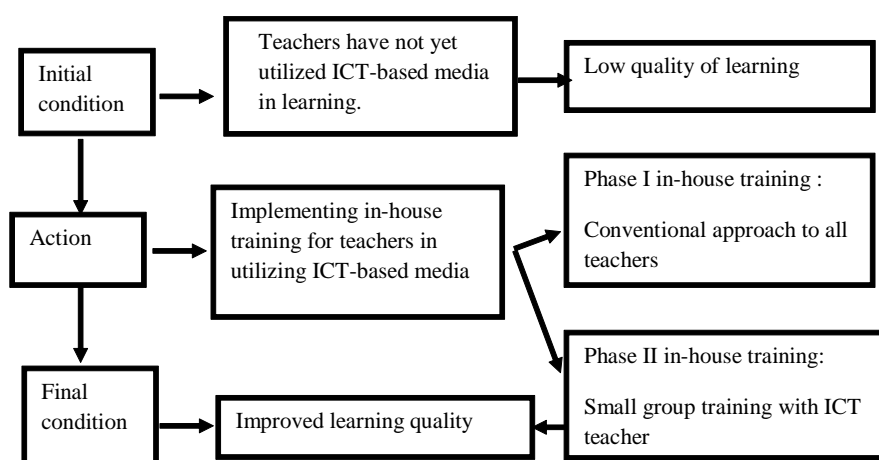 Initial
condition
Teachers have not yet
utilized ICT-based media
in learning.
Low quality of learning
Action
Implementing in-house
training for teachers in
utilizing ICT-based media
Phase I in-house training :
Conventional approach to all
teachers
Phase II in-house training:
Small group training with ICT
teacher
Final
condition
Improved learning quality